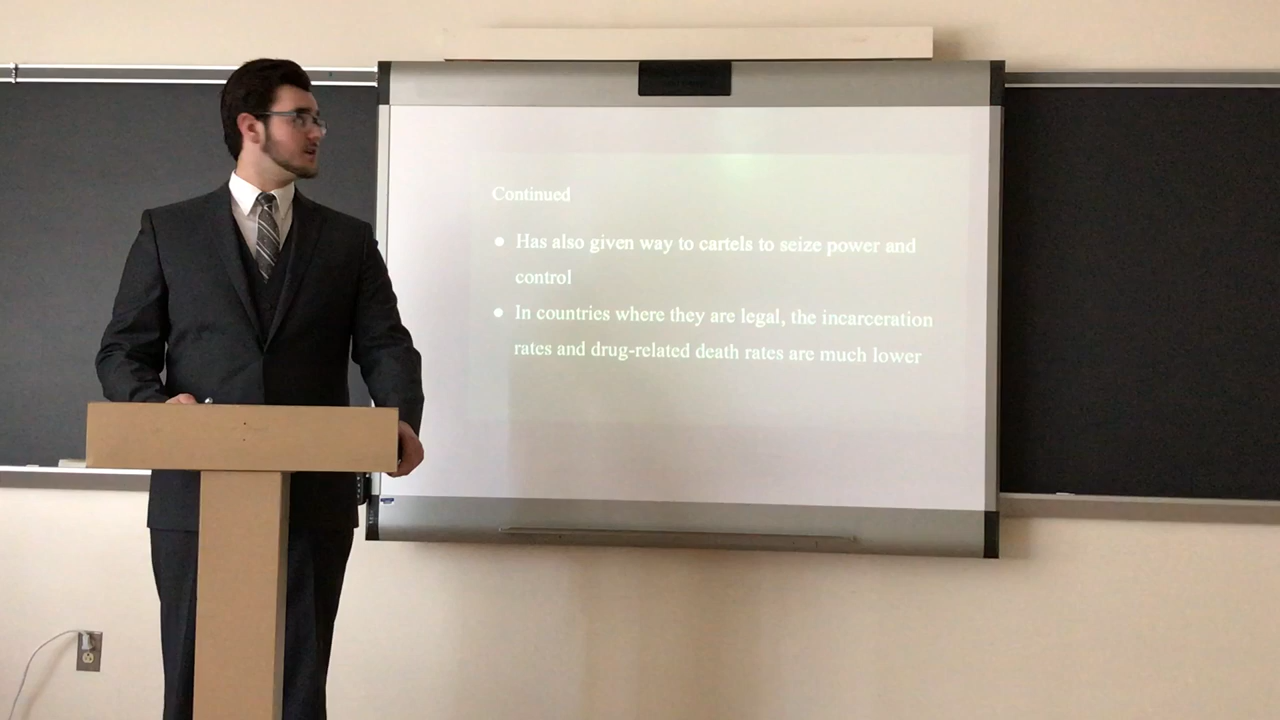 Continued
● Has also given way to cartels to seize power and
control
● In countries where they are legal, the incarceration
rates and drug-related death rates are much lower